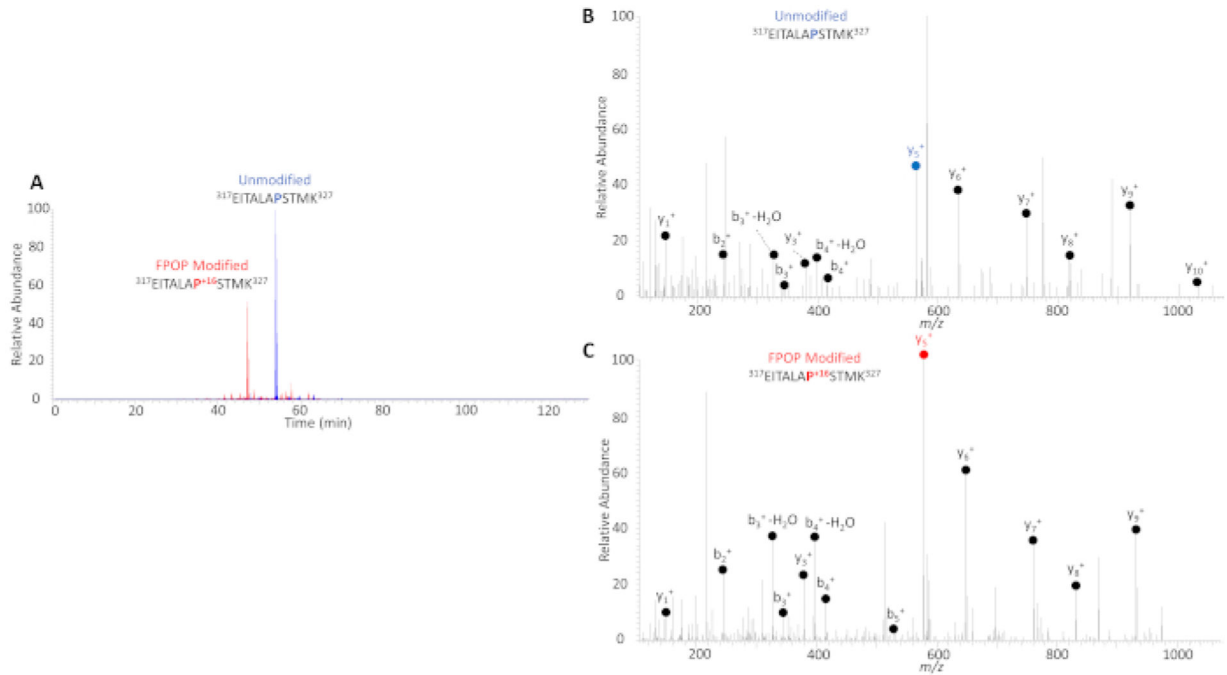 A
Unmodified
³¹⁷EITALAPSTMK³²⁷
FPOP Modified
³¹⁷EITALAP⁺¹⁶STMK³²⁷
Relative Abundance
100
80
60
40
20
0
0 20 40 60 80 100 120
Time (min)
B
Unmodified
³¹⁷EITALAPSTMK³²⁷
Relative Abundance
100
80
60
40
20
0
y₁⁺
b₂⁺
b₃⁺-H₂O
b₃⁺
y₃⁺
b₄⁺-H₂O
b₄⁺
y₅⁺
y₆⁺
y₇⁺
y₈⁺
y₉⁺
y₁₀⁺
200 400 600 800 1000
m/z
C
FPOP Modified
³¹⁷EITALAP⁺¹⁶STMK³²⁷
Relative Abundance
100
80
60
40
20
0
y₁⁺
b₂⁺
b₃⁺-H₂O
b₃⁺
y₃⁺
b₄⁺-H₂O
b₄⁺
b₅⁺
y₅⁺
y₆⁺
y₇⁺
y₈⁺
y₉⁺
200 400 600 800 1000
m/z